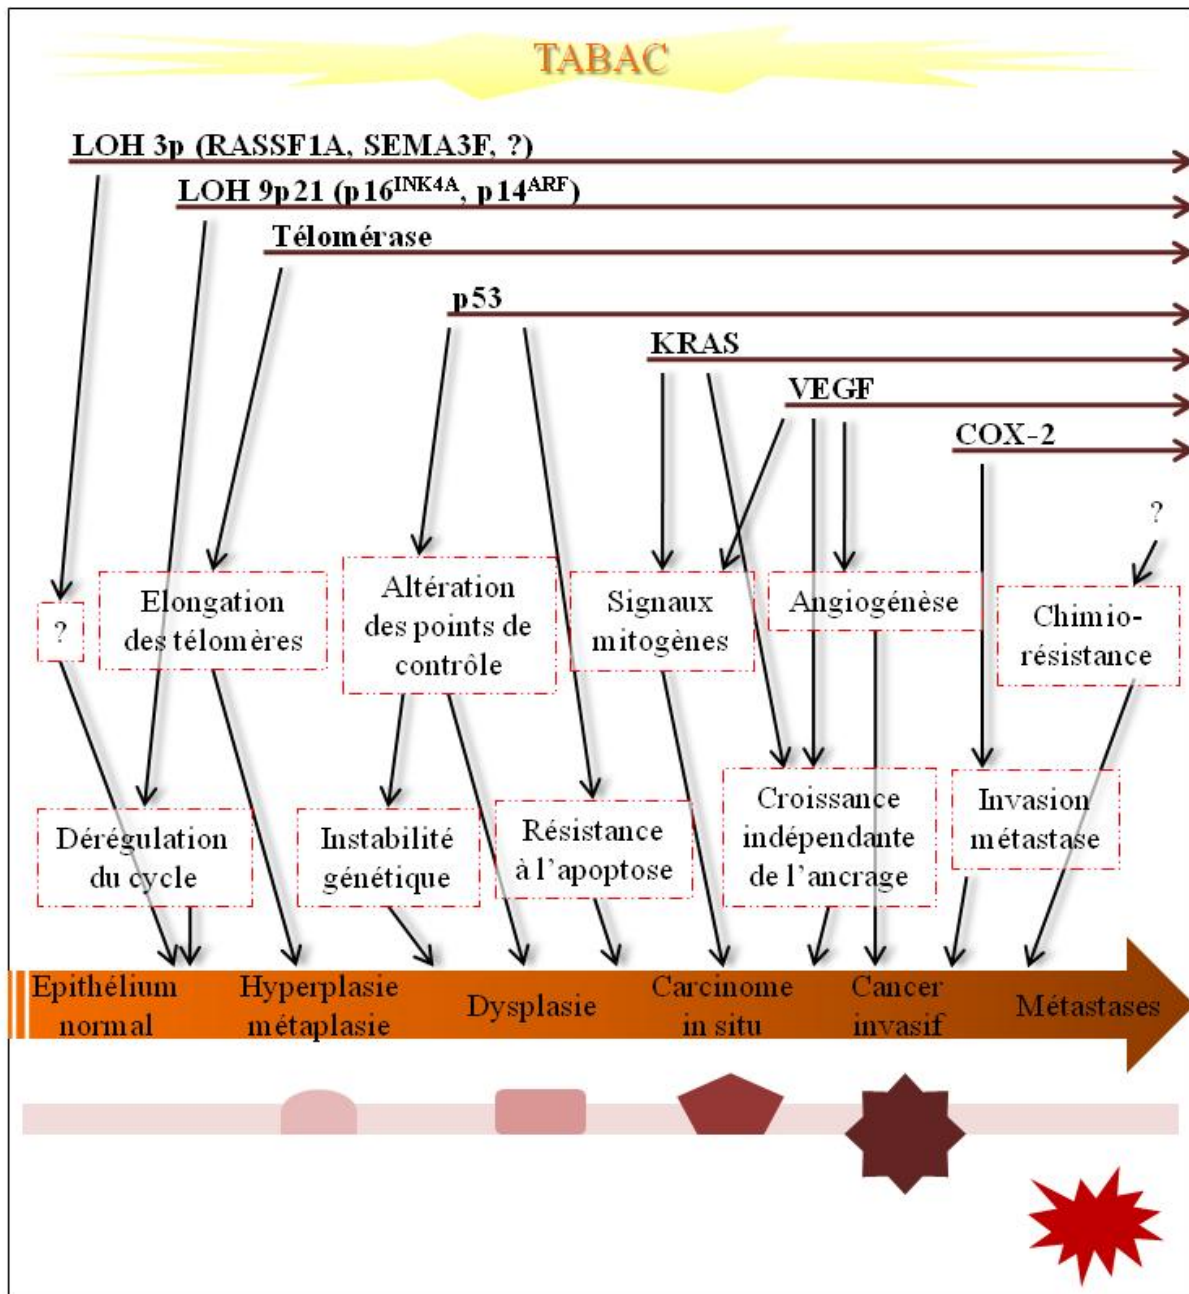 TABAC
LOH 3p (RASSF1A, SEMA3F, ?)
LOH 9p21 (p16INK4A, p14ARF)
Télomérase
p53
KRAS
VEGF
COX-2
?
?
Elongation
des télomères
Altération
des points de
contrôle
Signaux
mitogènes
Angiogénèse
Chimio-
résistance
Dérégulation
du cycle
Instabilité
génétique
Résistance
à l’apoptose
Croissance
indépendante
de l’ancrage
Invasion
métastase
Epithélium
normal
Hyperplasie
métaplasie
Dysplasie
Carcinome
in situ
Cancer
invasif
Métastases